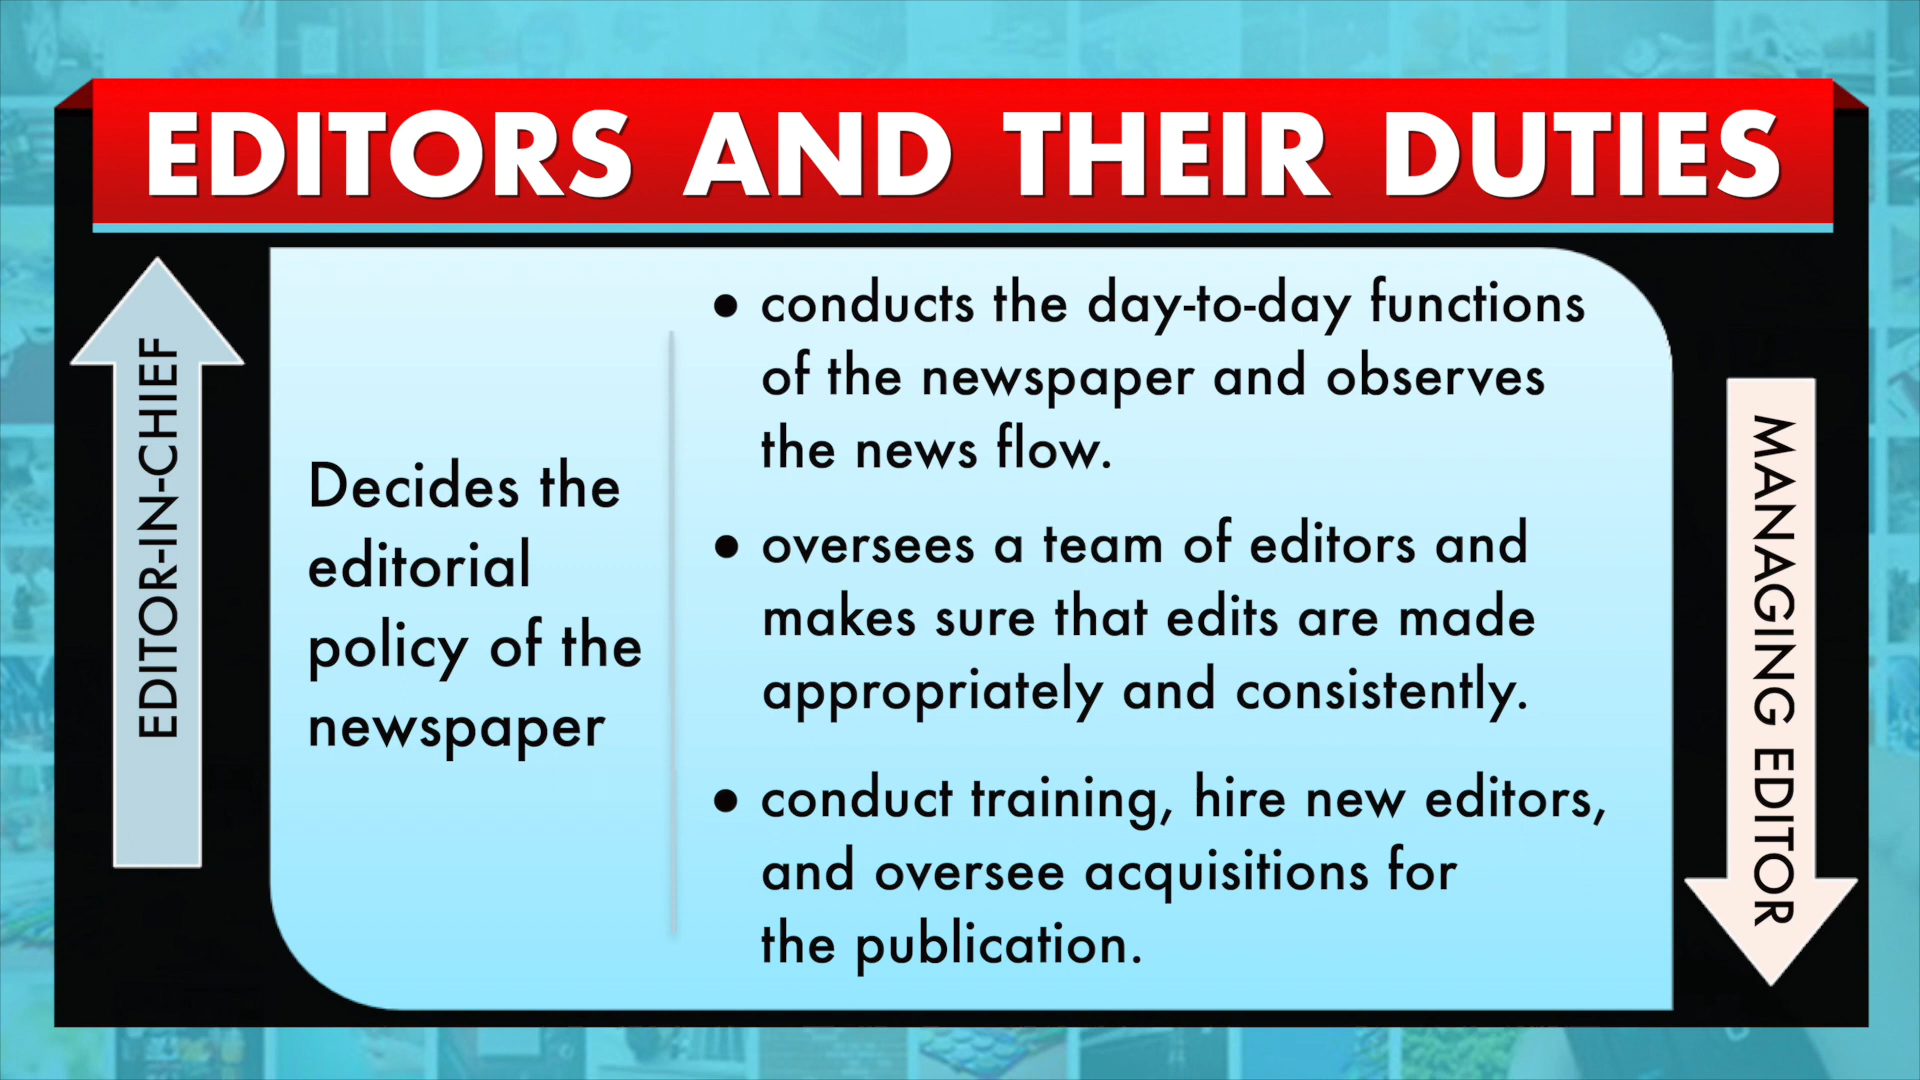 EDITORS AND THEIR DUTIES
EDITOR-IN-CHIEF
Decides the
editorial
policy of the
newspaper
• conducts the day-to-day functions
of the newspaper and observes
the news flow.
• oversees a team of editors and
makes sure that edits are made
appropriately and consistently.
• conduct training, hire new editors,
and oversee acquisitions for
the publication.
MANAGING EDITOR